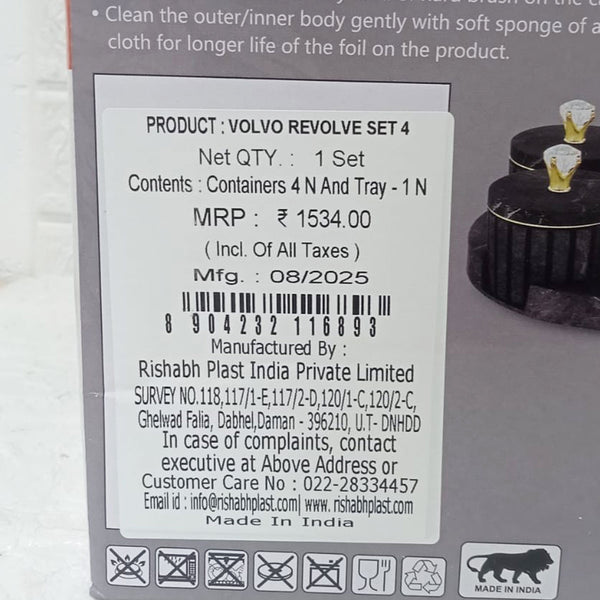 • Clean the outer/inner body gently with soft sponge of a
cloth for longer life of the foil on the product.
PRODUCT : VOLVO REVOLVE SET 4
Net QTY. : 1 Set
Contents : Containers 4 N And Tray - 1 N
MRP : ₹ 1534.00
( Incl. Of All Taxes )
Mfg. : 08/2025
8 904232 116893
Manufactured By :
Rishabh Plast India Private Limited
SURVEY NO.118,117/1-E,117/2-D,120/1-C,120/2-C,
Ghelwad Falia, Dabhel,Daman - 396210, U.T- DNHDD
In case of complaints, contact
executive at Above Address or
Customer Care No : 022-28334457
Email id : info@rishabhplast.com| www. rishabhplast.com
Made In India
MADE IN INDIA